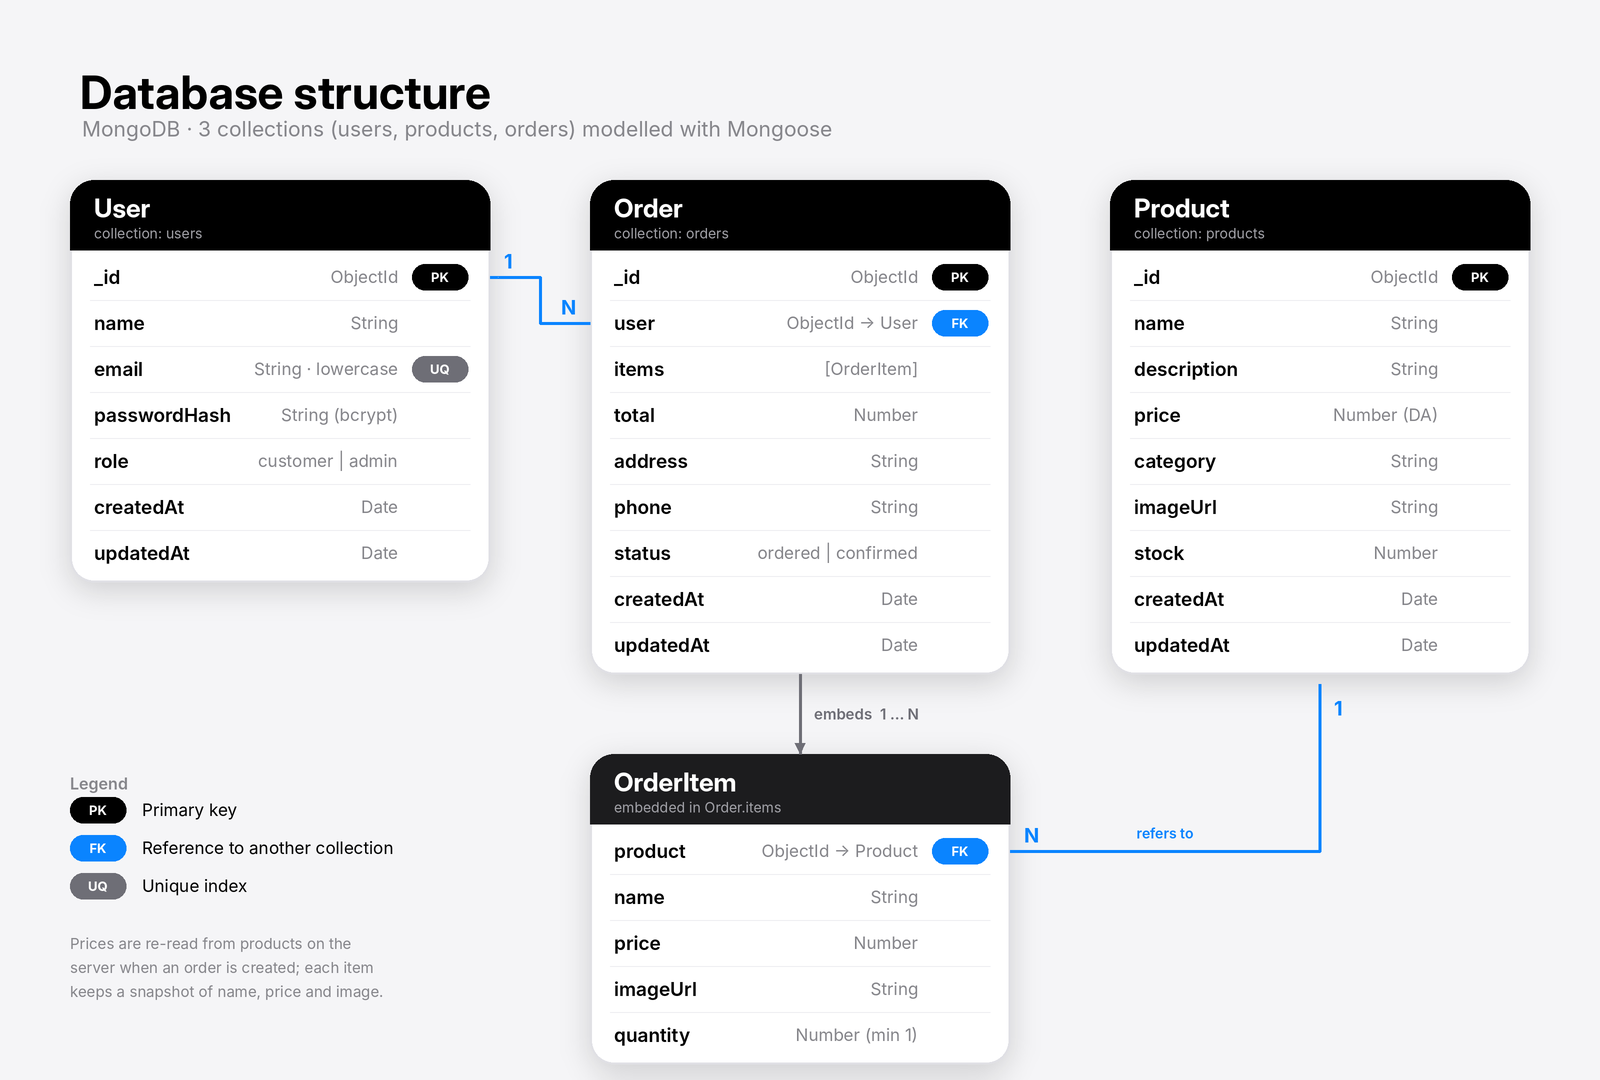 Database structure
MongoDB · 3 collections (users, products, orders) modelled with Mongoose
User
collection: users
_id ObjectId PK
name String
email String · lowercase UQ
passwordHash String (bcrypt)
role customer | admin
createdAt Date
updatedAt Date
1
N
Order
collection: orders
_id ObjectId PK
user ObjectId → User FK
items [OrderItem]
total Number
address String
phone String
status ordered | confirmed
createdAt Date
updatedAt Date
Product
collection: products
_id ObjectId PK
name String
description String
price Number (DA)
category String
imageUrl String
stock Number
createdAt Date
updatedAt Date
embeds 1 … N
1
OrderItem
embedded in Order.items
product ObjectId → Product FK
name String
price Number
imageUrl String
quantity Number (min 1)
N
refers to
Legend
PK Primary key
FK Reference to another collection
UQ Unique index
Prices are re-read from products on the
server when an order is created; each item
keeps a snapshot of name, price and image.